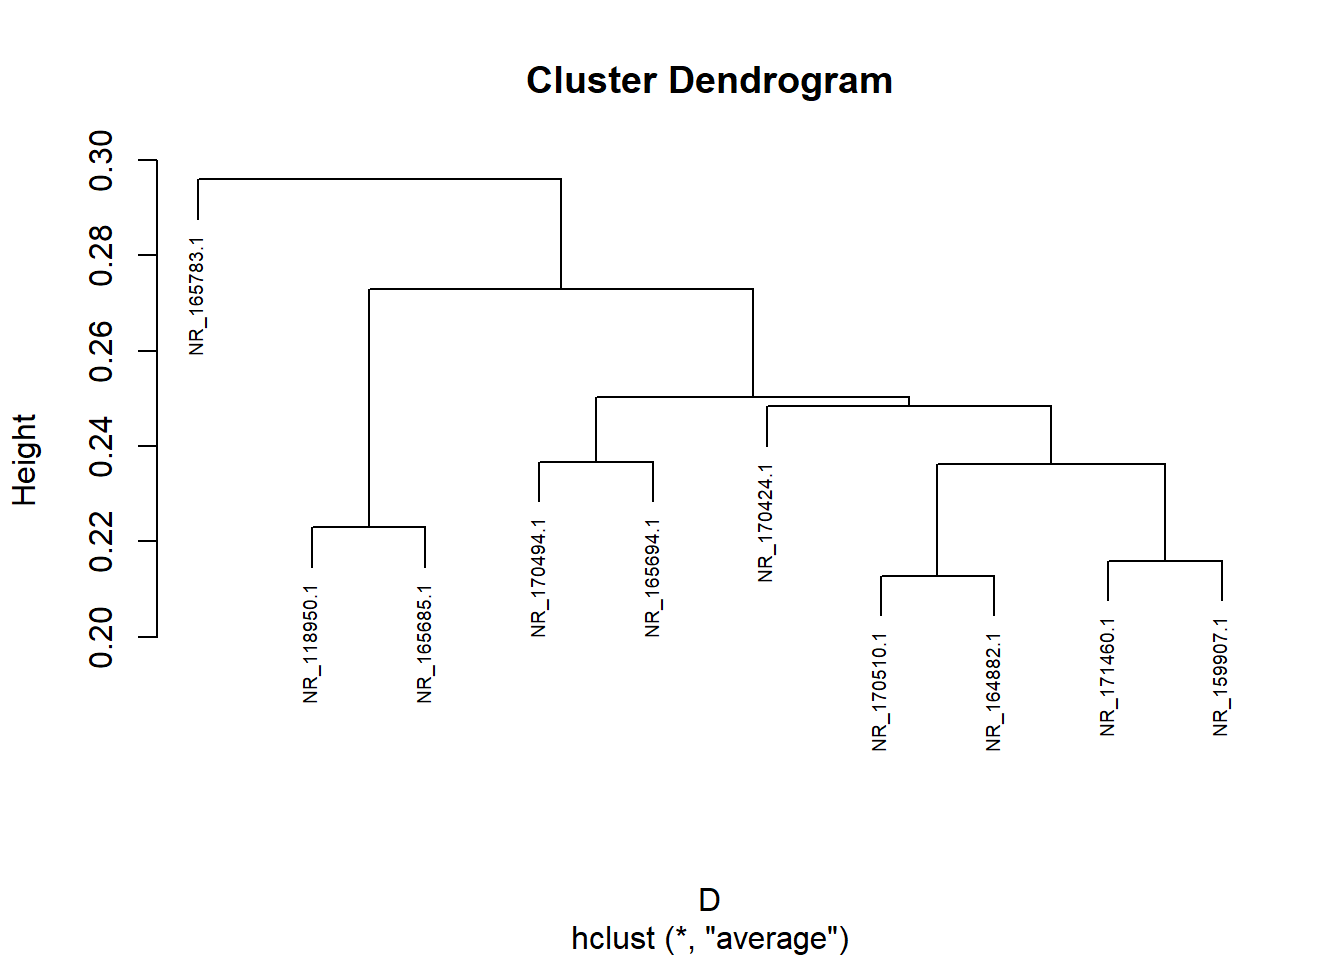 Cluster Dendrogram
Height
0.30
0.28
0.26
0.24
0.22
0.20
NR_165783.1
NR_118950.1
NR_165685.1
NR_170494.1
NR_165694.1
NR_170424.1
NR_170510.1
NR_164882.1
NR_171460.1
NR_159907.1
D
hclust (*, "average")